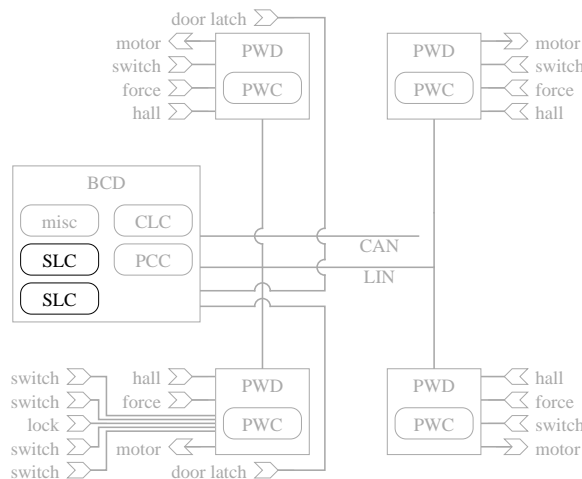 door latch
motor
switch
force
hall
PWD
PWC
PWD
PWC
motor
switch
force
hall
BCD
misc
CLC
SLC
PCC
SLC
CAN
LIN
switch
switch
lock
switch
switch
hall
force
motor
door latch
PWD
PWC
PWD
PWC
hall
force
switch
motor